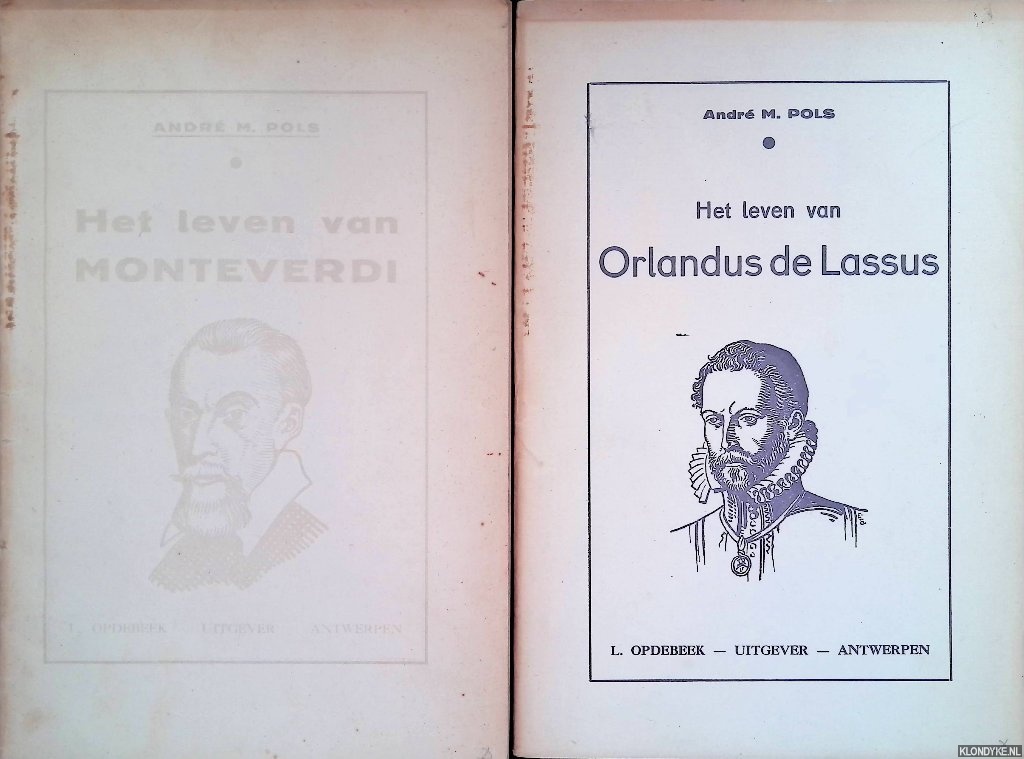 ANDRÉ M. POLS
Het leven van
MONTEVERDI
L. OPDEBEEK UITGEVER ANTWERPEN
André M. POLS
Het leven van
Orlandus de Lassus
L. OPDEBEEK — UITGEVER — ANTWERPEN
KLONDYKE.NL